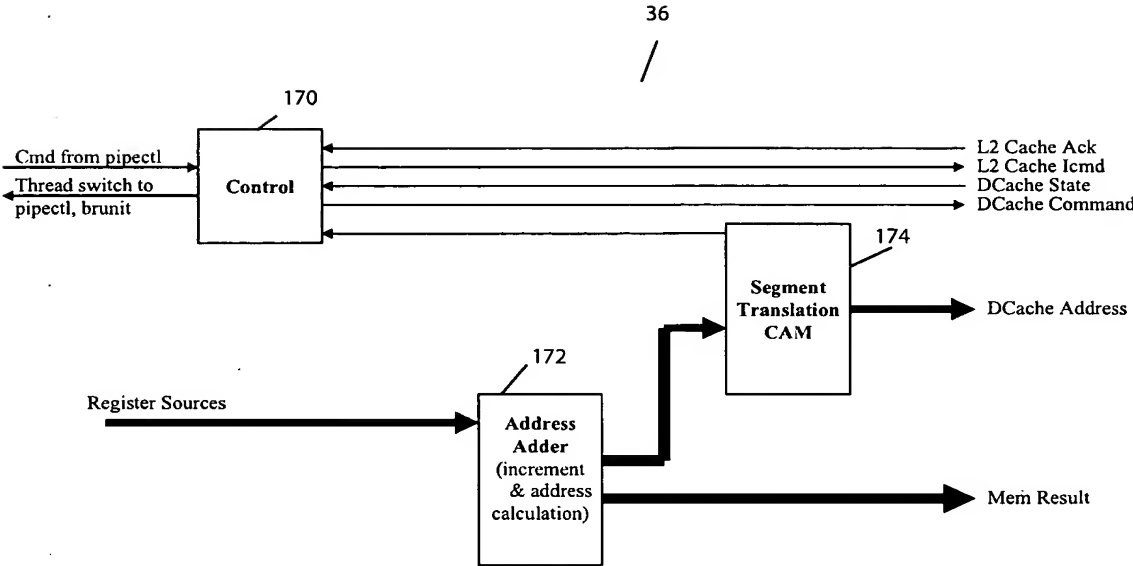 36
170
Cmd from pipectl
Thread switch to
pipectl, brunit
Control
L2 Cache Ack
L2 Cache Icmd
DCache State
DCache Command
174
Segment
Translation
CAM
DCache Address
172
Register Sources
Address
Adder
(increment
& address
calculation)
Mem Result